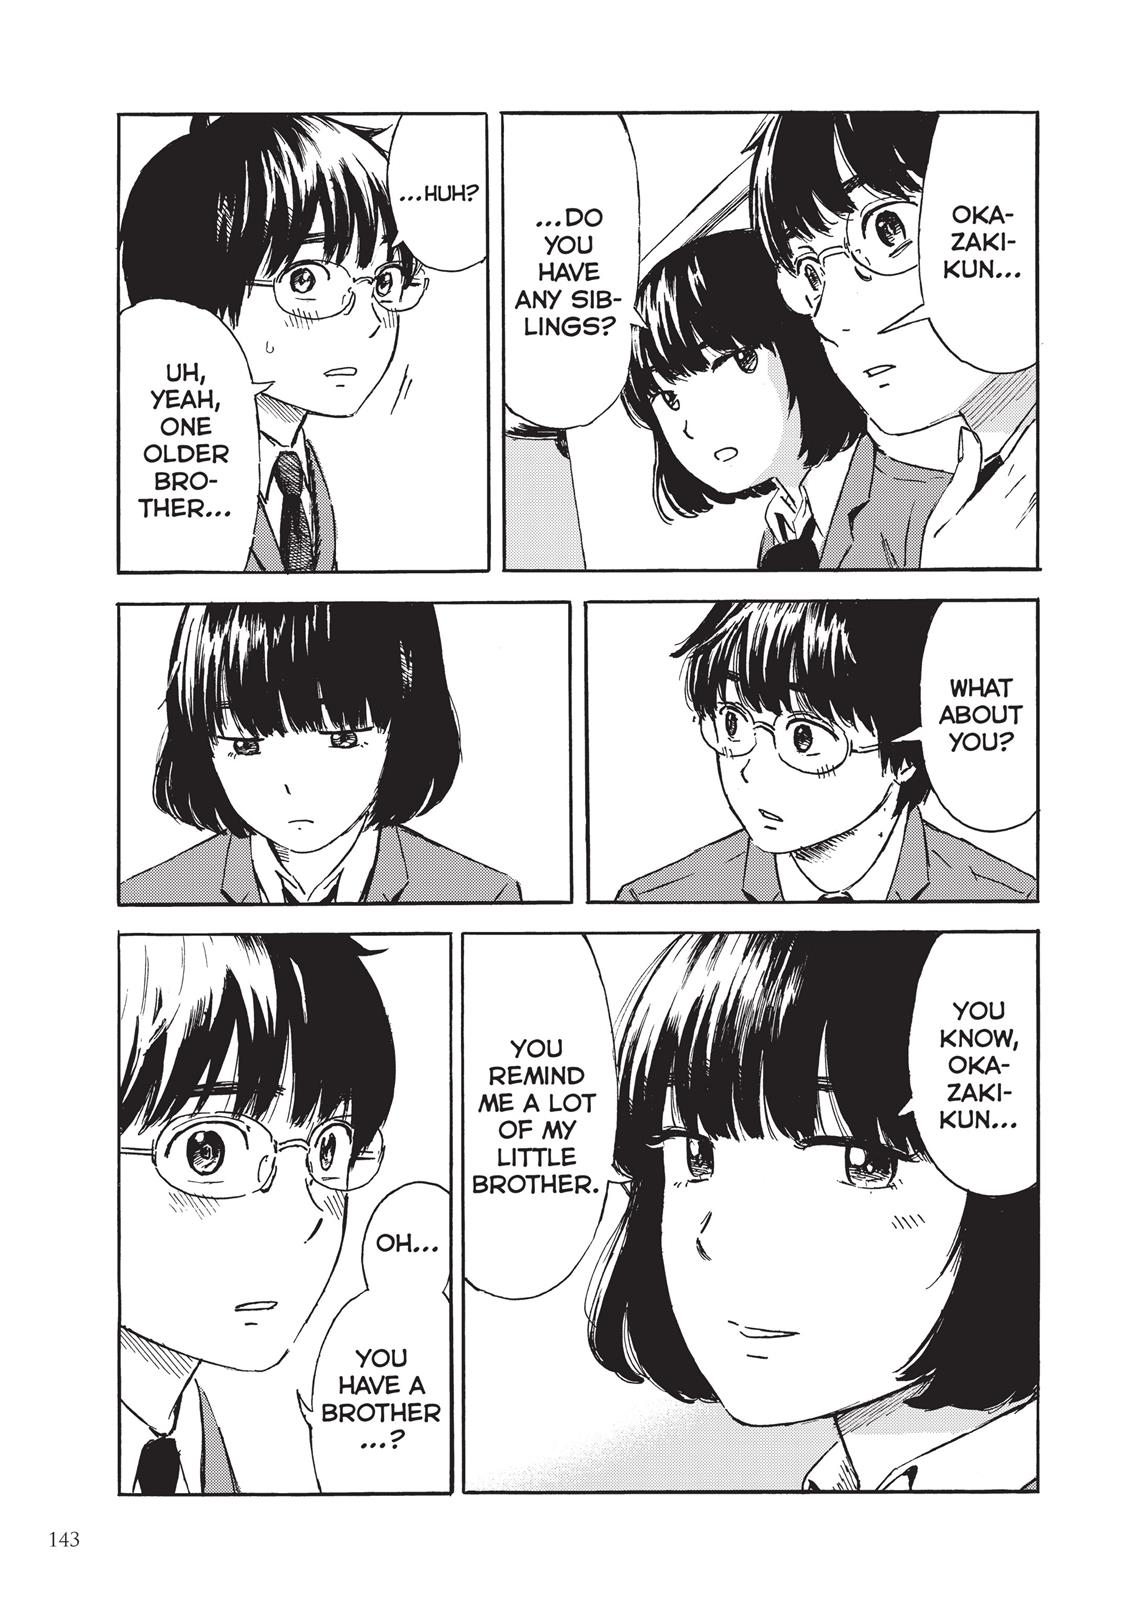 OKA-
ZAKI-
KUN...
...DO
YOU
HAVE
ANY SIB-
LINGS?
...HUH?
UH,
YEAH,
ONE
OLDER
BRO-
THER...
WHAT
ABOUT
YOU?
YOU
KNOW,
OKA-
ZAKI-
KUN...
YOU
REMIND
ME A LOT
OF MY
LITTLE
BROTHER.
OH...
YOU
HAVE A
BROTHER
...?
143